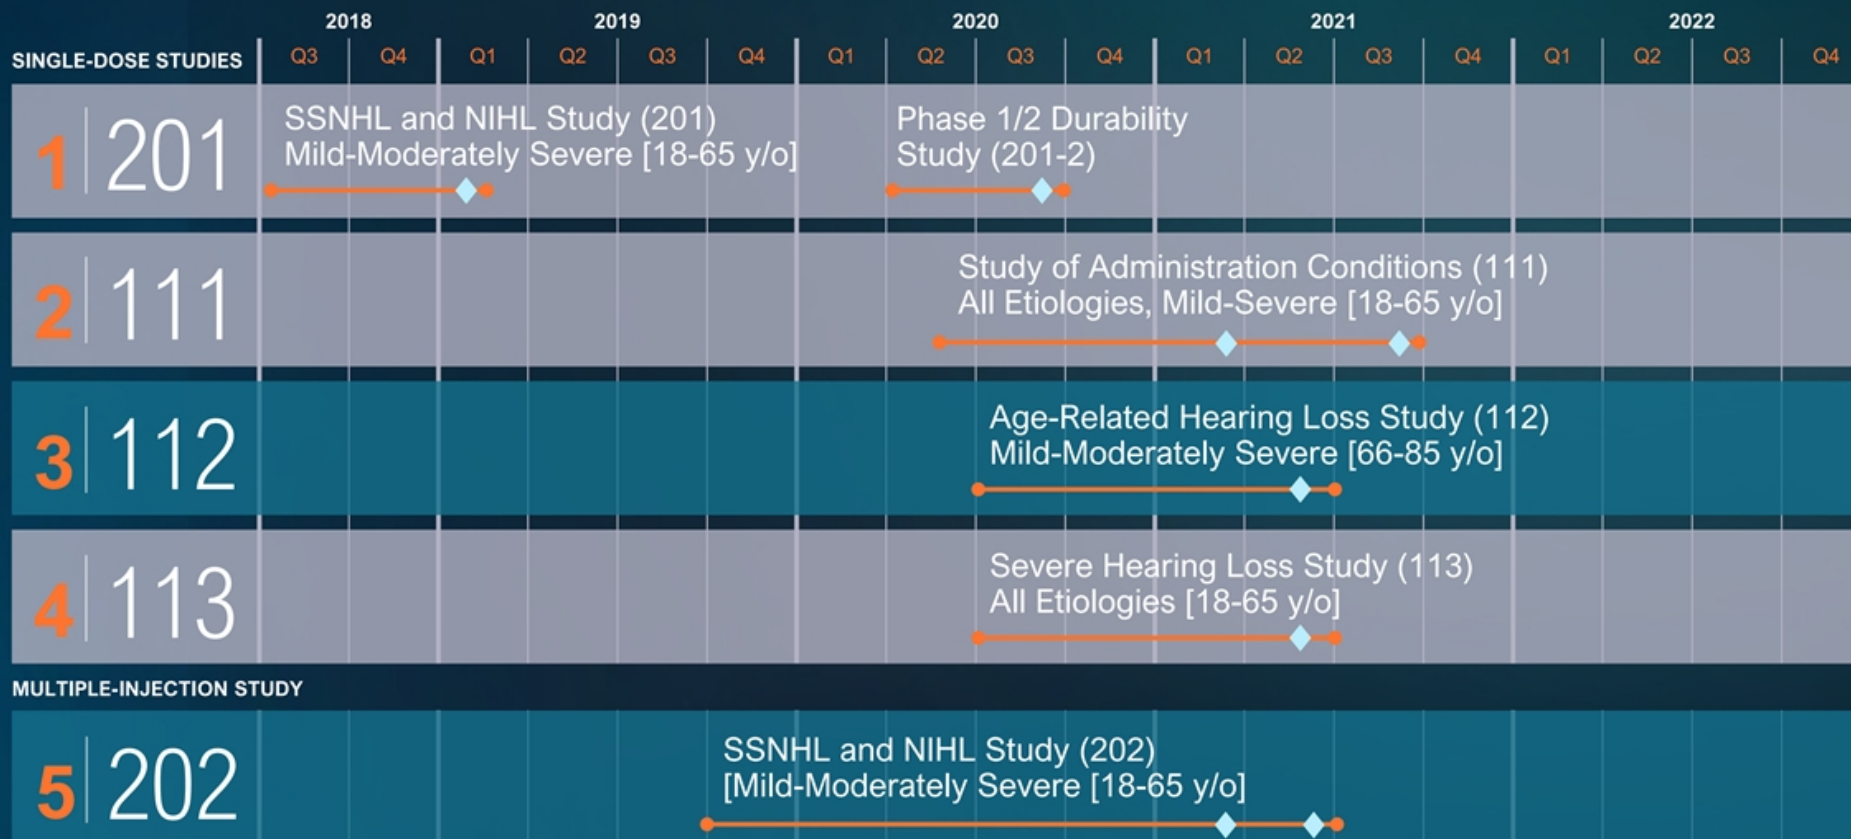 2018 2019 2020 2021 2022
SINGLE-DOSE STUDIES Q3 Q4 Q1 Q2 Q3 Q4 Q1 Q2 Q3 Q4 Q1 Q2 Q3 Q4 Q1 Q2 Q3 Q4
1 201
SSNHL and NIHL Study (201)
Mild-Moderately Severe [18-65 y/o]
Phase 1/2 Durability
Study (201-2)
2 111
Study of Administration Conditions (111)
All Etiologies, Mild-Severe [18-65 y/o]
3 112
Age-Related Hearing Loss Study (112)
Mild-Moderately Severe [66-85 y/o]
4 113
Severe Hearing Loss Study (113)
All Etiologies [18-65 y/o]
MULTIPLE-INJECTION STUDY
5 202
SSNHL and NIHL Study (202)
[Mild-Moderately Severe [18-65 y/o]